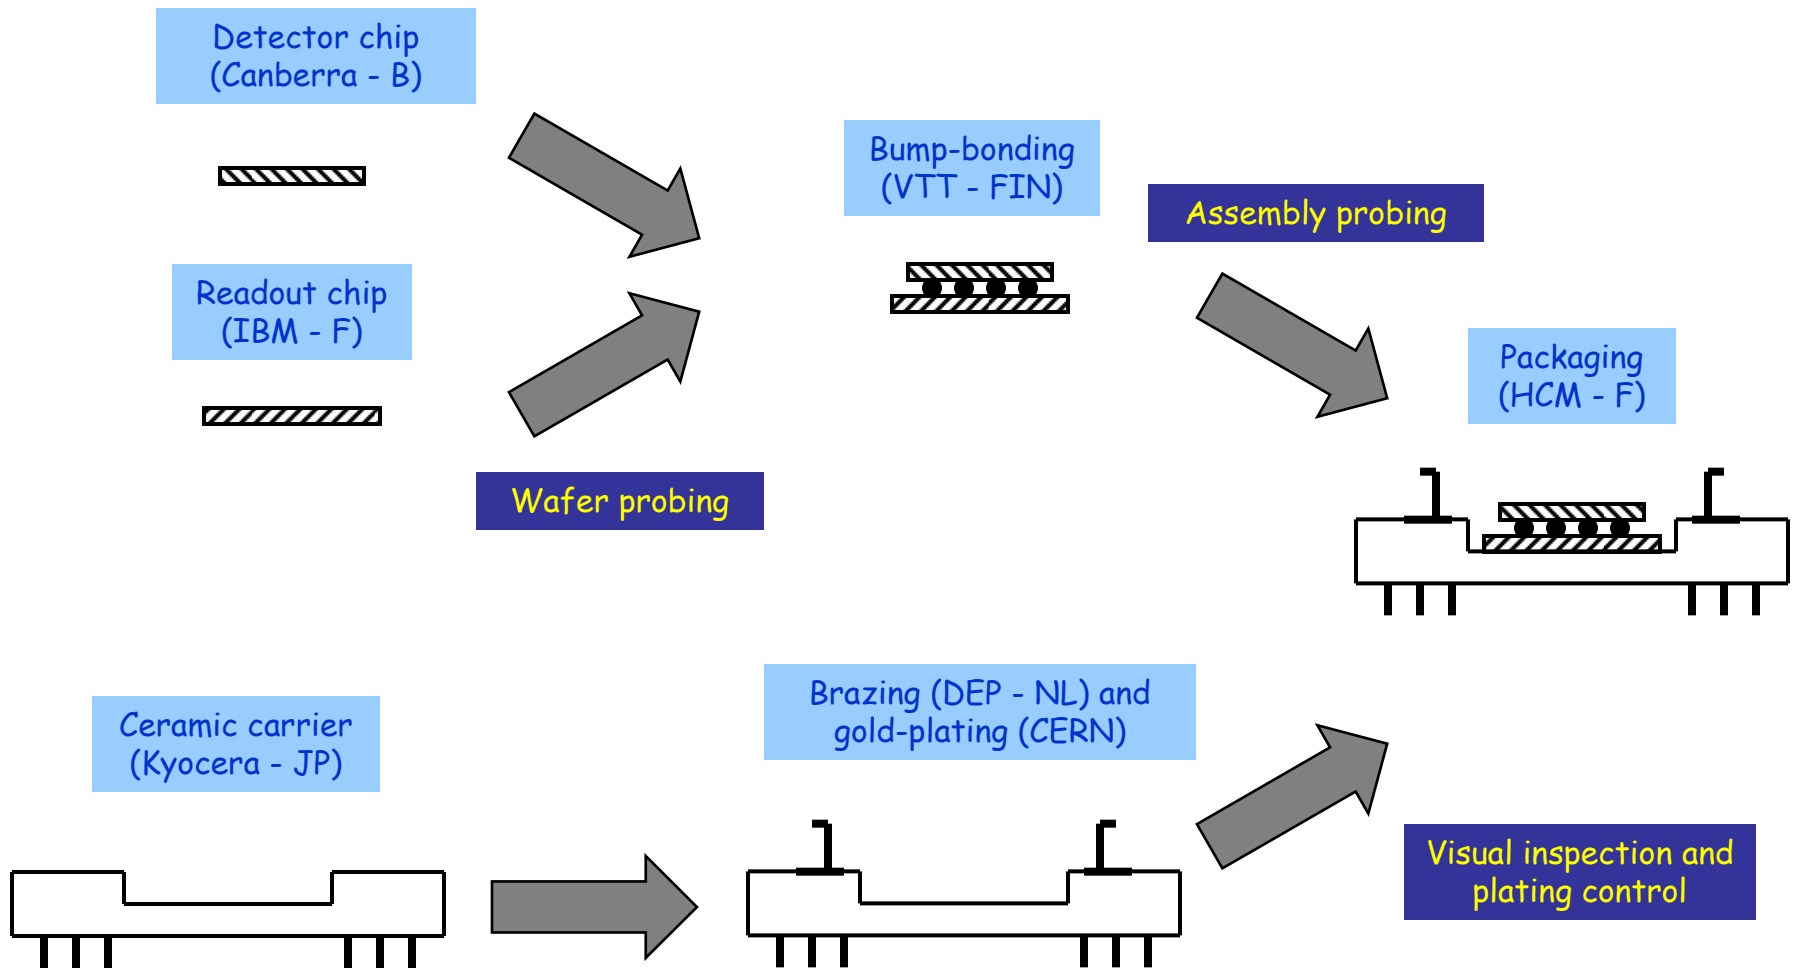 Detector chip
(Canberra - B)
Bump-bonding
(VTT - FIN)
Assembly probing
Readout chip
(IBM - F)
Packaging
(HCM - F)
Wafer probing
Brazing (DEP - NL) and
gold-plating (CERN)
Ceramic carrier
(Kyocera - JP)
Visual inspection and
plating control